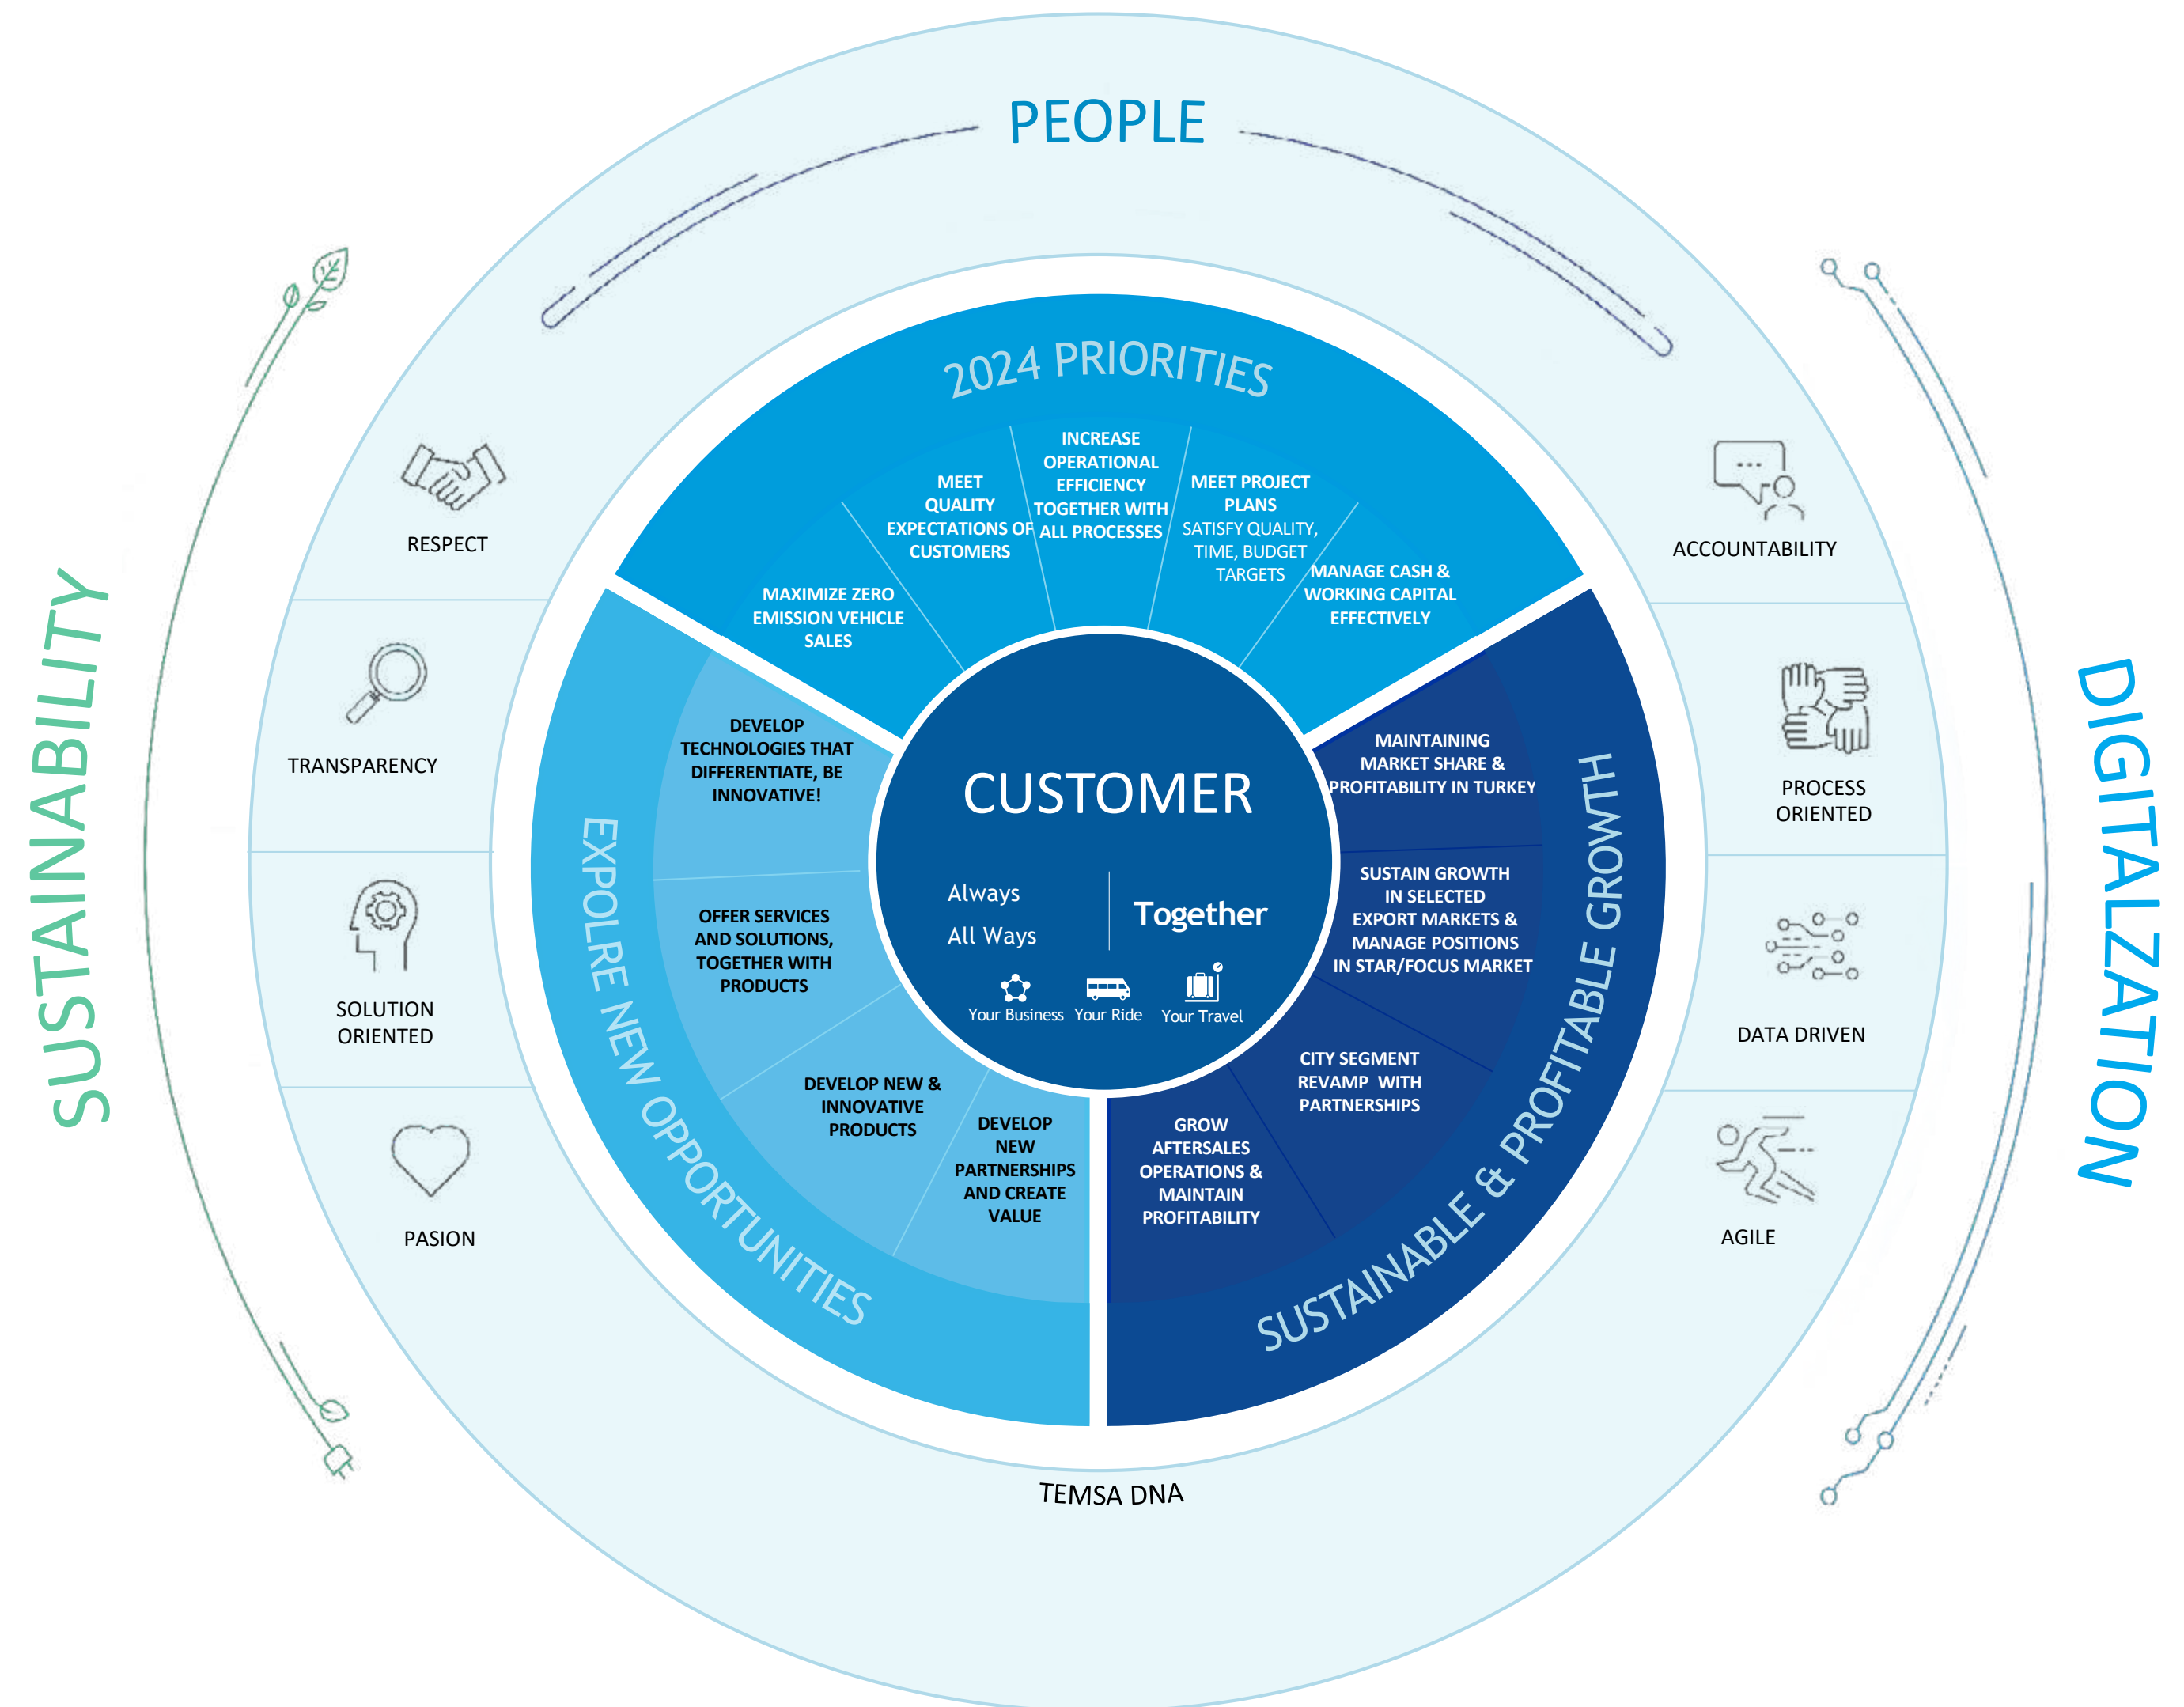 PEOPLE
SUSTAINABILITY
DIGITALZATION
2024 PRIORITIES
MAXIMIZE ZERO
EMISSION VEHICLE
SALES
MEET
QUALITY
EXPECTATIONS OF
CUSTOMERS
INCREASE
OPERATIONAL
EFFICIENCY
TOGETHER WITH
ALL PROCESSES
MEET PROJECT
PLANS
SATISFY QUALITY,
TIME, BUDGET
TARGETS
MANAGE CASH &
WORKING CAPITAL
EFFECTIVELY
RESPECT
TRANSPARENCY
SOLUTION
ORIENTED
PASION
ACCOUNTABILITY
PROCESS
ORIENTED
DATA DRIVEN
AGILE
EXPOLRE NEW OPPORTUNITIES
DEVELOP
TECHNOLOGIES THAT
DIFFERENTIATE, BE
INNOVATIVE!
OFFER SERVICES
AND SOLUTIONS,
TOGETHER WITH
PRODUCTS
DEVELOP NEW &
INNOVATIVE
PRODUCTS
DEVELOP
NEW
PARTNERSHIPS
AND CREATE
VALUE
CUSTOMER
Always
All Ways
Together
Your Business
Your Ride
Your Travel
SUSTAINABLE & PROFITABLE GROWTH
MAINTAINING
MARKET SHARE &
PROFITABILITY IN TURKEY
SUSTAIN GROWTH
IN SELECTED
EXPORT MARKETS &
MANAGE POSITIONS
IN STAR/FOCUS MARKET
CITY SEGMENT
REVAMP WITH
PARTNERSHIPS
GROW
AFTERSALES
OPERATIONS &
MAINTAIN
PROFITABILITY
TEMSA DNA